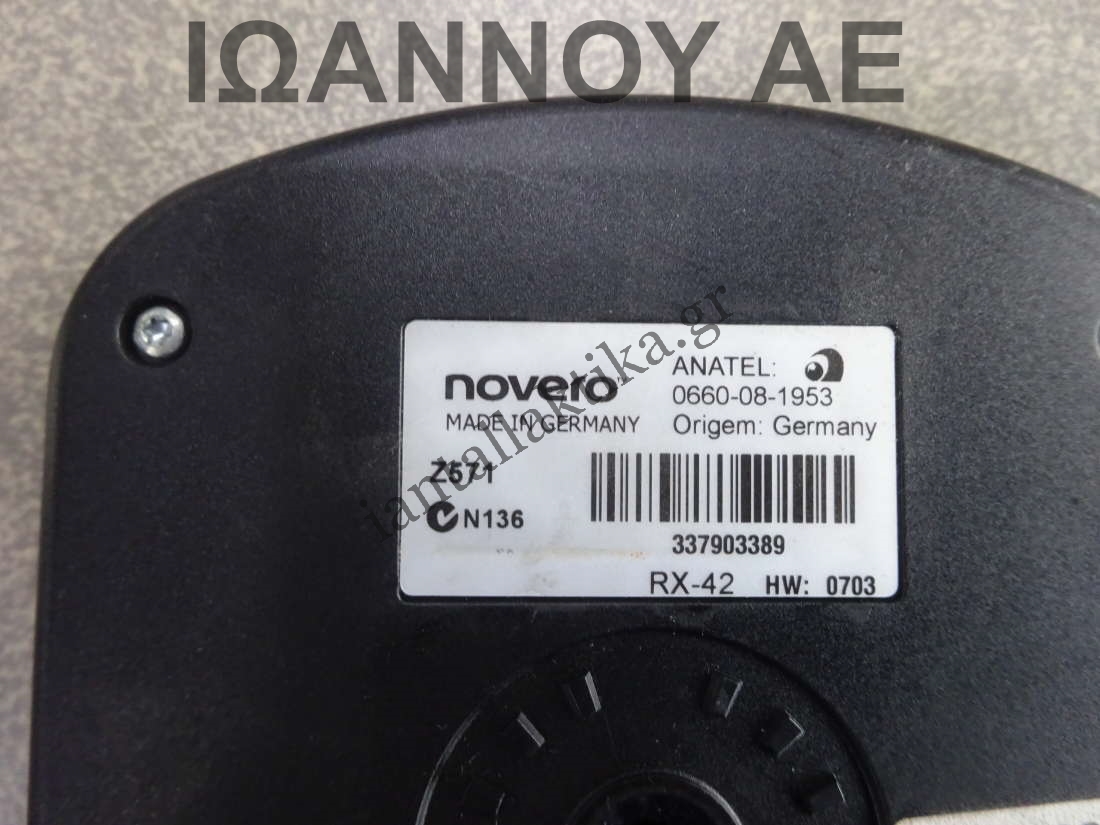 ΙΩΑΝΝΟΥ ΑΕ
iantallaktika.gr
novero
MADE IN GERMANY
ANATEL:
0660-08-1953
Origem: Germany
Z571
N136
337903389
RX-42 HW: 0703